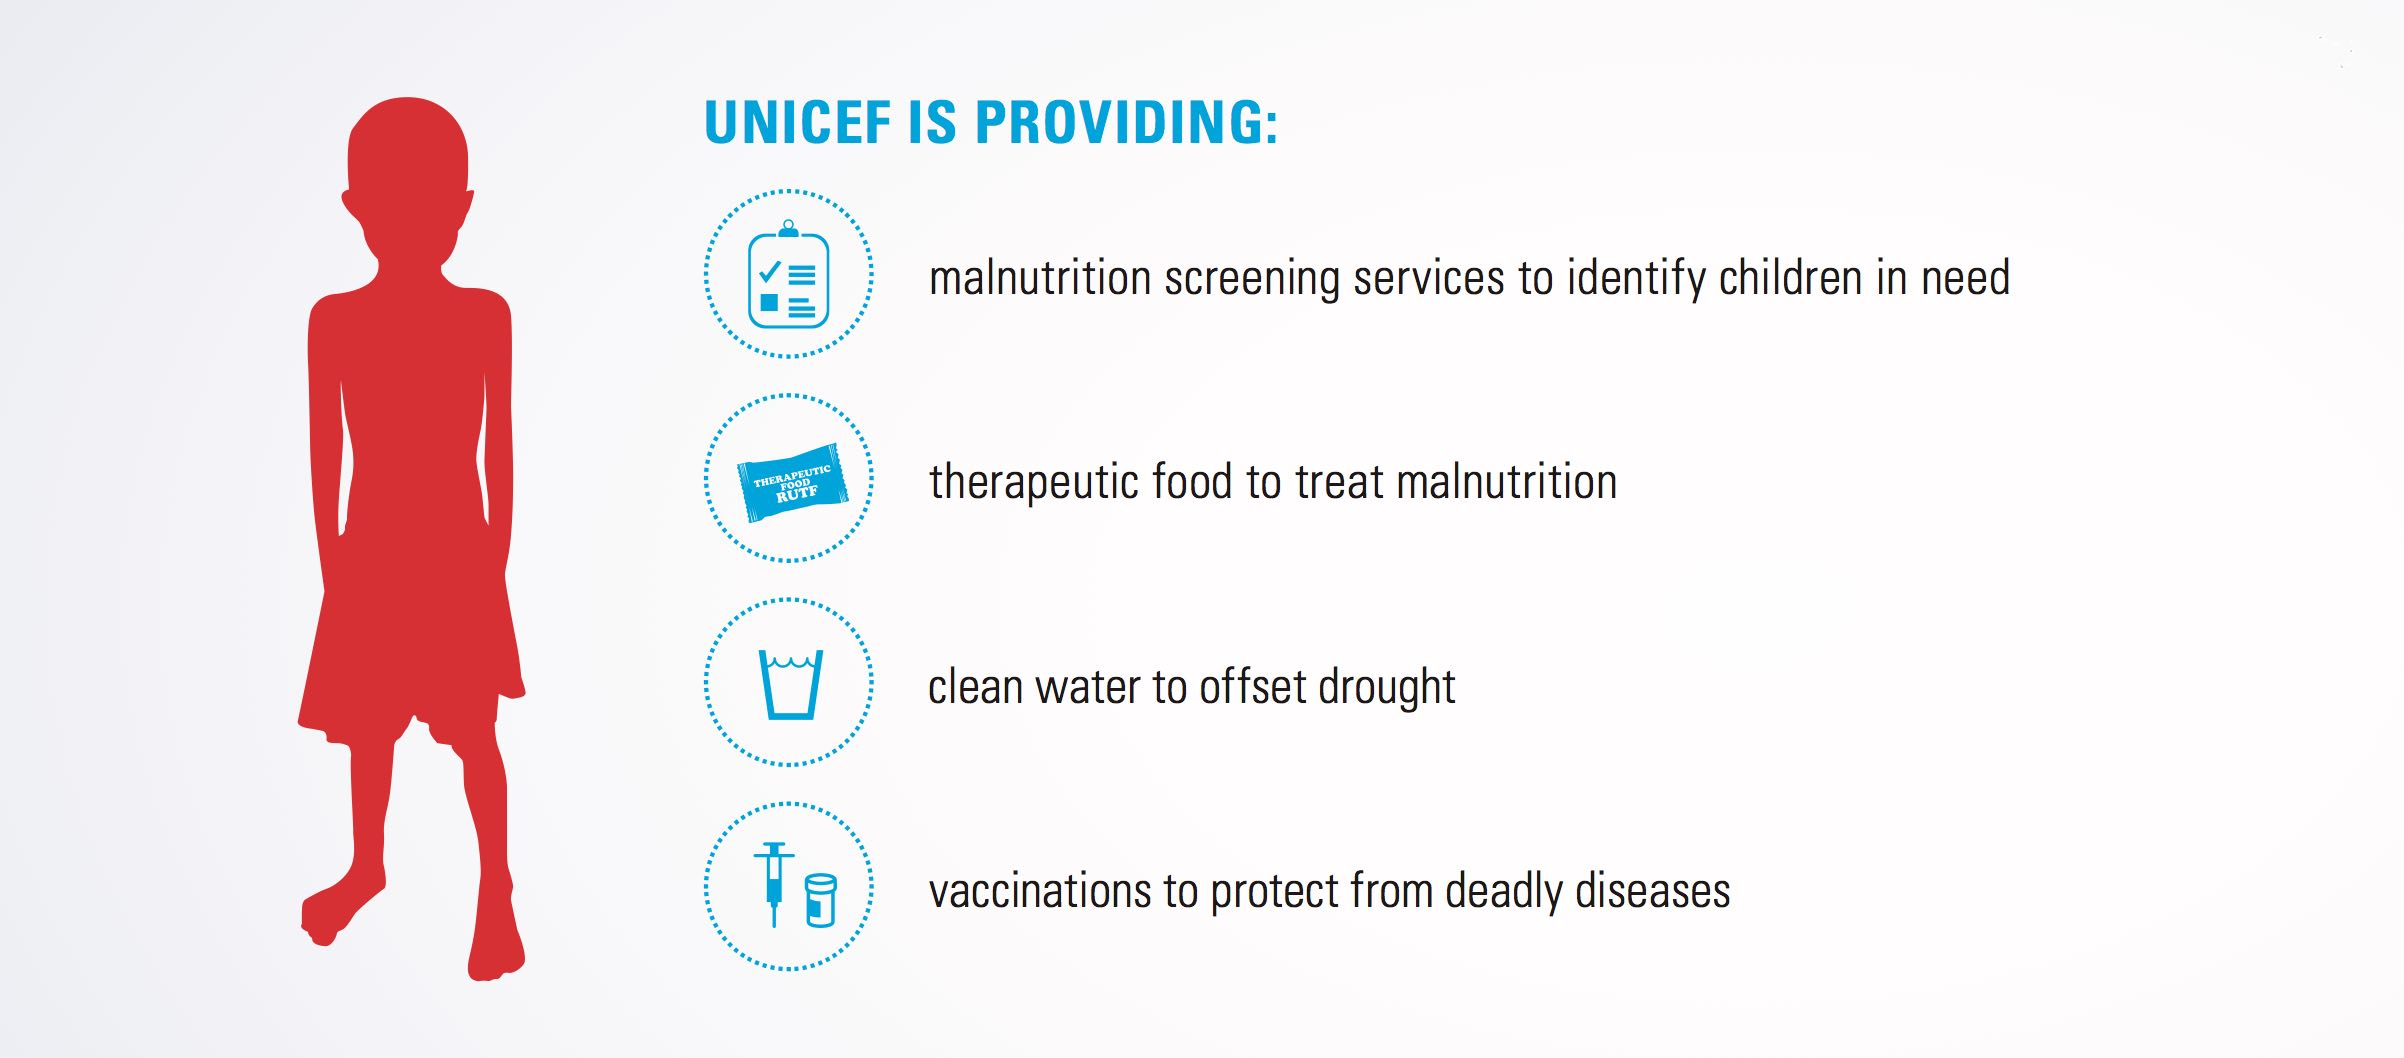 UNICEF IS PROVIDING:
malnutrition screening services to identify children in need
THERAPEUTIC
FOOD
RUTF
therapeutic food to treat malnutrition
clean water to offset drought
vaccinations to protect from deadly diseases